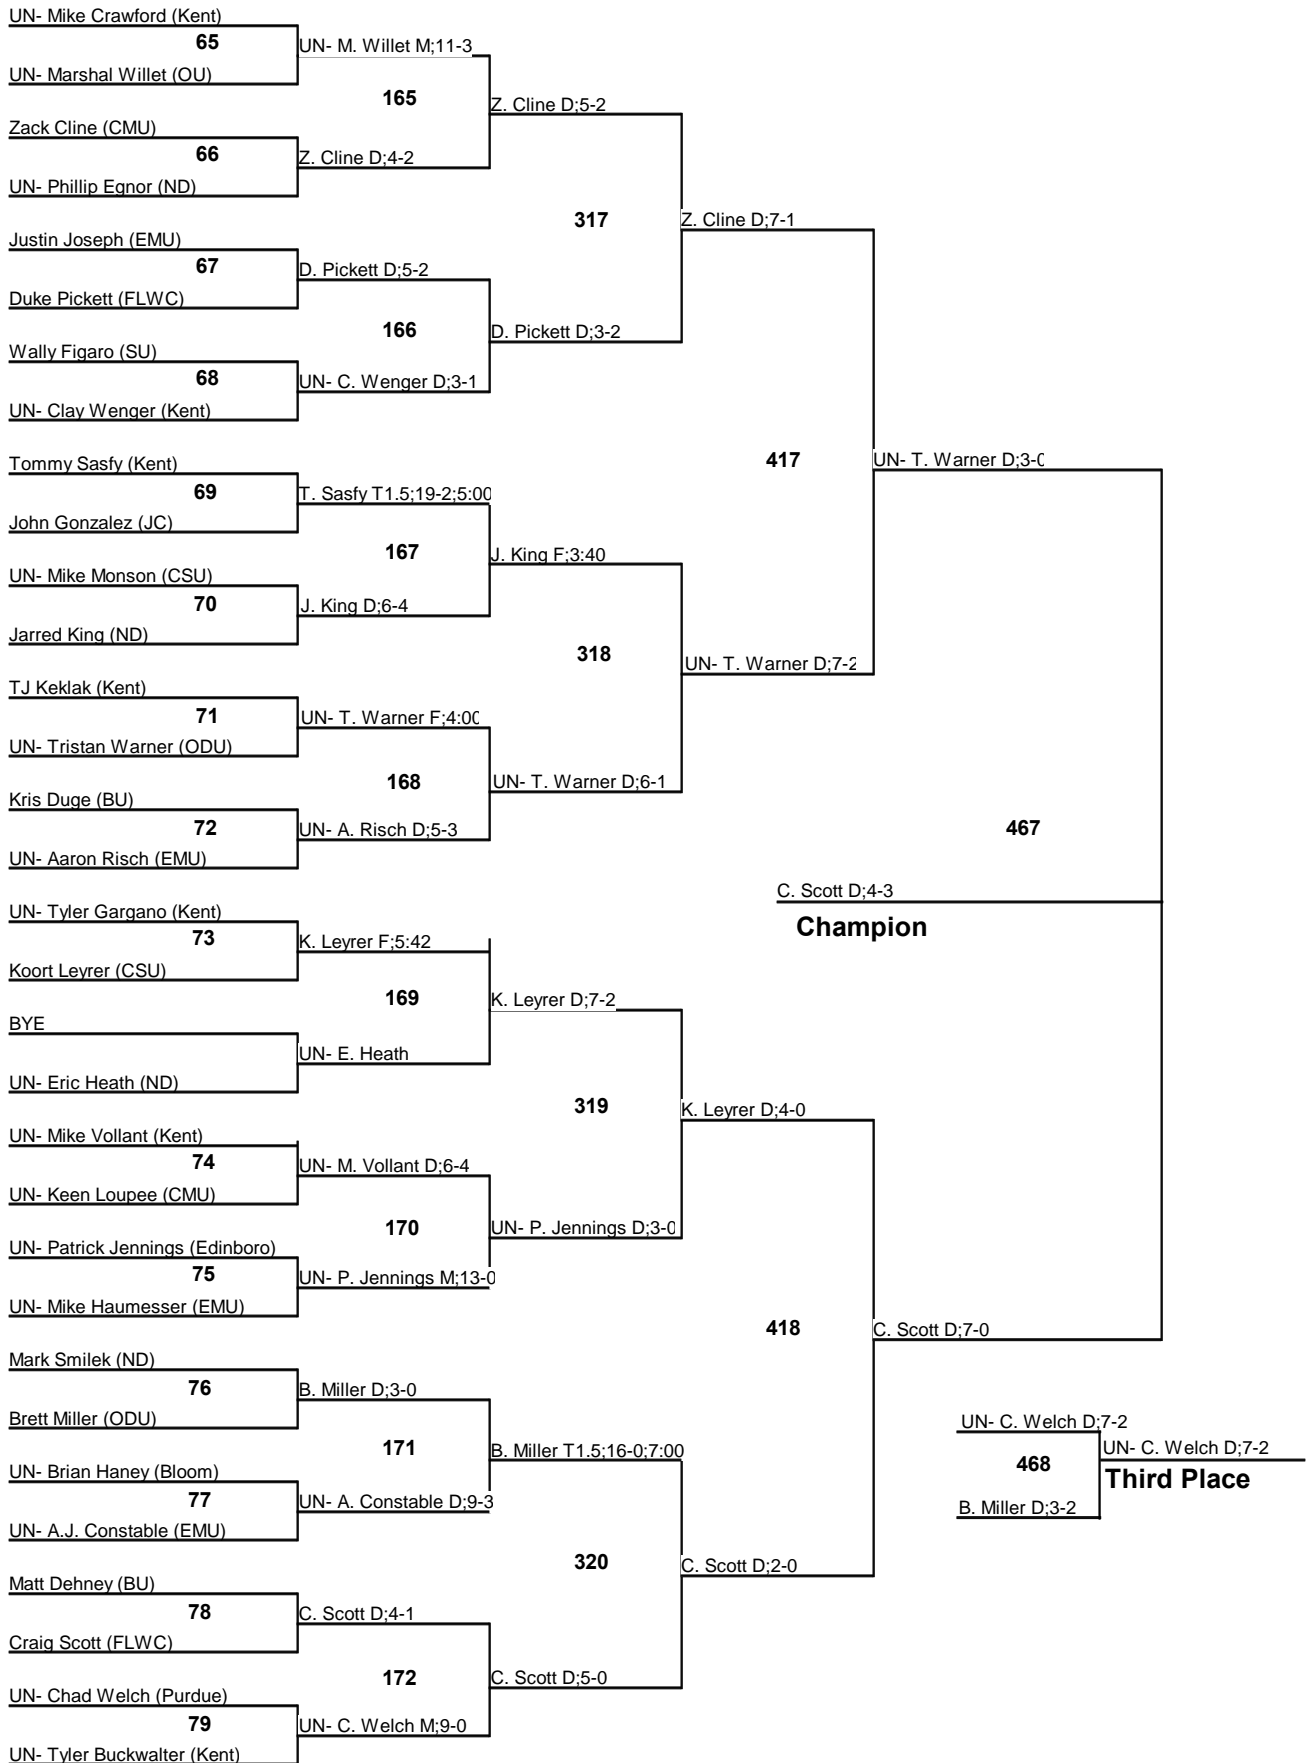 UN- Mike Crawford (Kent)
65
UN- M. Willet M;11-3
UN- Marshal Willet (OU)
165
Z. Cline D;5-2
Zack Cline (CMU)
66
Z. Cline D;4-2
UN- Phillip Egnor (ND)
317
Z. Cline D;7-1
Justin Joseph (EMU)
67
D. Pickett D;5-2
Duke Pickett (FLWC)
166
D. Pickett D;3-2
Wally Figaro (SU)
68
UN- C. Wenger D;3-1
UN- Clay Wenger (Kent)
417
UN- T. Warner D;3-0
Tommy Sasfy (Kent)
69
T. Sasfy T1.5;19-2;5:00
John Gonzalez (JC)
167
J. King F;3:40
UN- Mike Monson (CSU)
70
J. King D;6-4
Jarred King (ND)
318
UN- T. Warner D;7-2
TJ Keklak (Kent)
71
UN- T. Warner F;4:00
UN- Tristan Warner (ODU)
168
UN- T. Warner D;6-1
Kris Duge (BU)
72
UN- A. Risch D;5-3
UN- Aaron Risch (EMU)
467
C. Scott D;4-3
Champion
UN- Tyler Gargano (Kent)
73
K. Leyrer F;5:42
Koort Leyrer (CSU)
169
K. Leyrer D;7-2
BYE
UN- E. Heath
UN- Eric Heath (ND)
319
K. Leyrer D;4-0
UN- Mike Vollant (Kent)
74
UN- M. Vollant D;6-4
UN- Keen Loupee (CMU)
170
UN- P. Jennings D;3-0
UN- Patrick Jennings (Edinboro)
75
UN- P. Jennings M;13-0
UN- Mike Haumesser (EMU)
418
C. Scott D;7-0
Mark Smilek (ND)
76
B. Miller D;3-0
Brett Miller (ODU)
171
B. Miller T1.5;16-0;7:00
UN- Brian Haney (Bloom)
77
UN- A. Constable D;9-3
UN- A.J. Constable (EMU)
320
C. Scott D;2-0
Matt Dehney (BU)
78
C. Scott D;4-1
Craig Scott (FLWC)
172
C. Scott D;5-0
UN- Chad Welch (Purdue)
79
UN- C. Welch M;9-0
UN- Tyler Buckwalter (Kent)
UN- C. Welch D;7-2
468
UN- C. Welch D;7-2
Third Place
B. Miller D;3-2